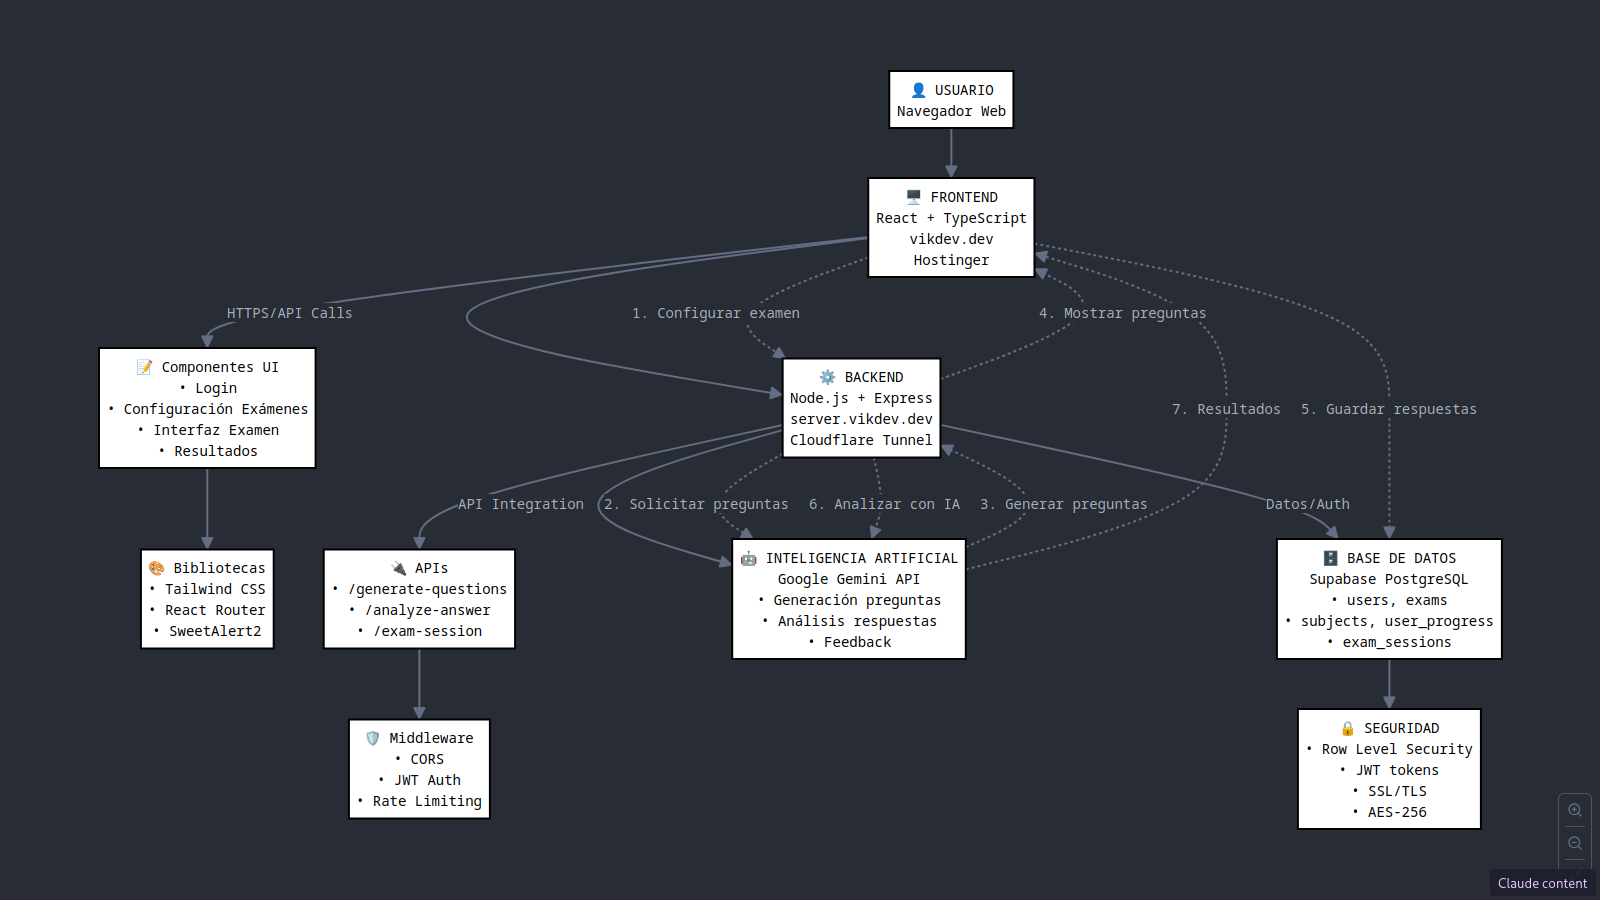 👤 USUARIO
Navegador Web
🖥️ FRONTEND
React + TypeScript
vikdev.dev
Hostinger
HTTPS/API Calls
1. Configurar examen
4. Mostrar preguntas
📝 Componentes UI
• Login
• Configuración Exámenes
• Interfaz Examen
• Resultados
⚙️ BACKEND
Node.js + Express
server.vikdev.dev
Cloudflare Tunnel
7. Resultados
5. Guardar respuestas
API Integration
2. Solicitar preguntas
6. Analizar con IA
3. Generar preguntas
Datos/Auth
🎨 Bibliotecas
• Tailwind CSS
• React Router
• SweetAlert2
🔌 APIs
• /generate-questions
• /analyze-answer
• /exam-session
🤖 INTELIGENCIA ARTIFICIAL
Google Gemini API
• Generación preguntas
• Análisis respuestas
• Feedback
🗄️ BASE DE DATOS
Supabase PostgreSQL
• users, exams
• subjects, user_progress
• exam_sessions
🛡️ Middleware
• CORS
• JWT Auth
• Rate Limiting
🔒 SEGURIDAD
• Row Level Security
• JWT tokens
• SSL/TLS
• AES-256
Claude content